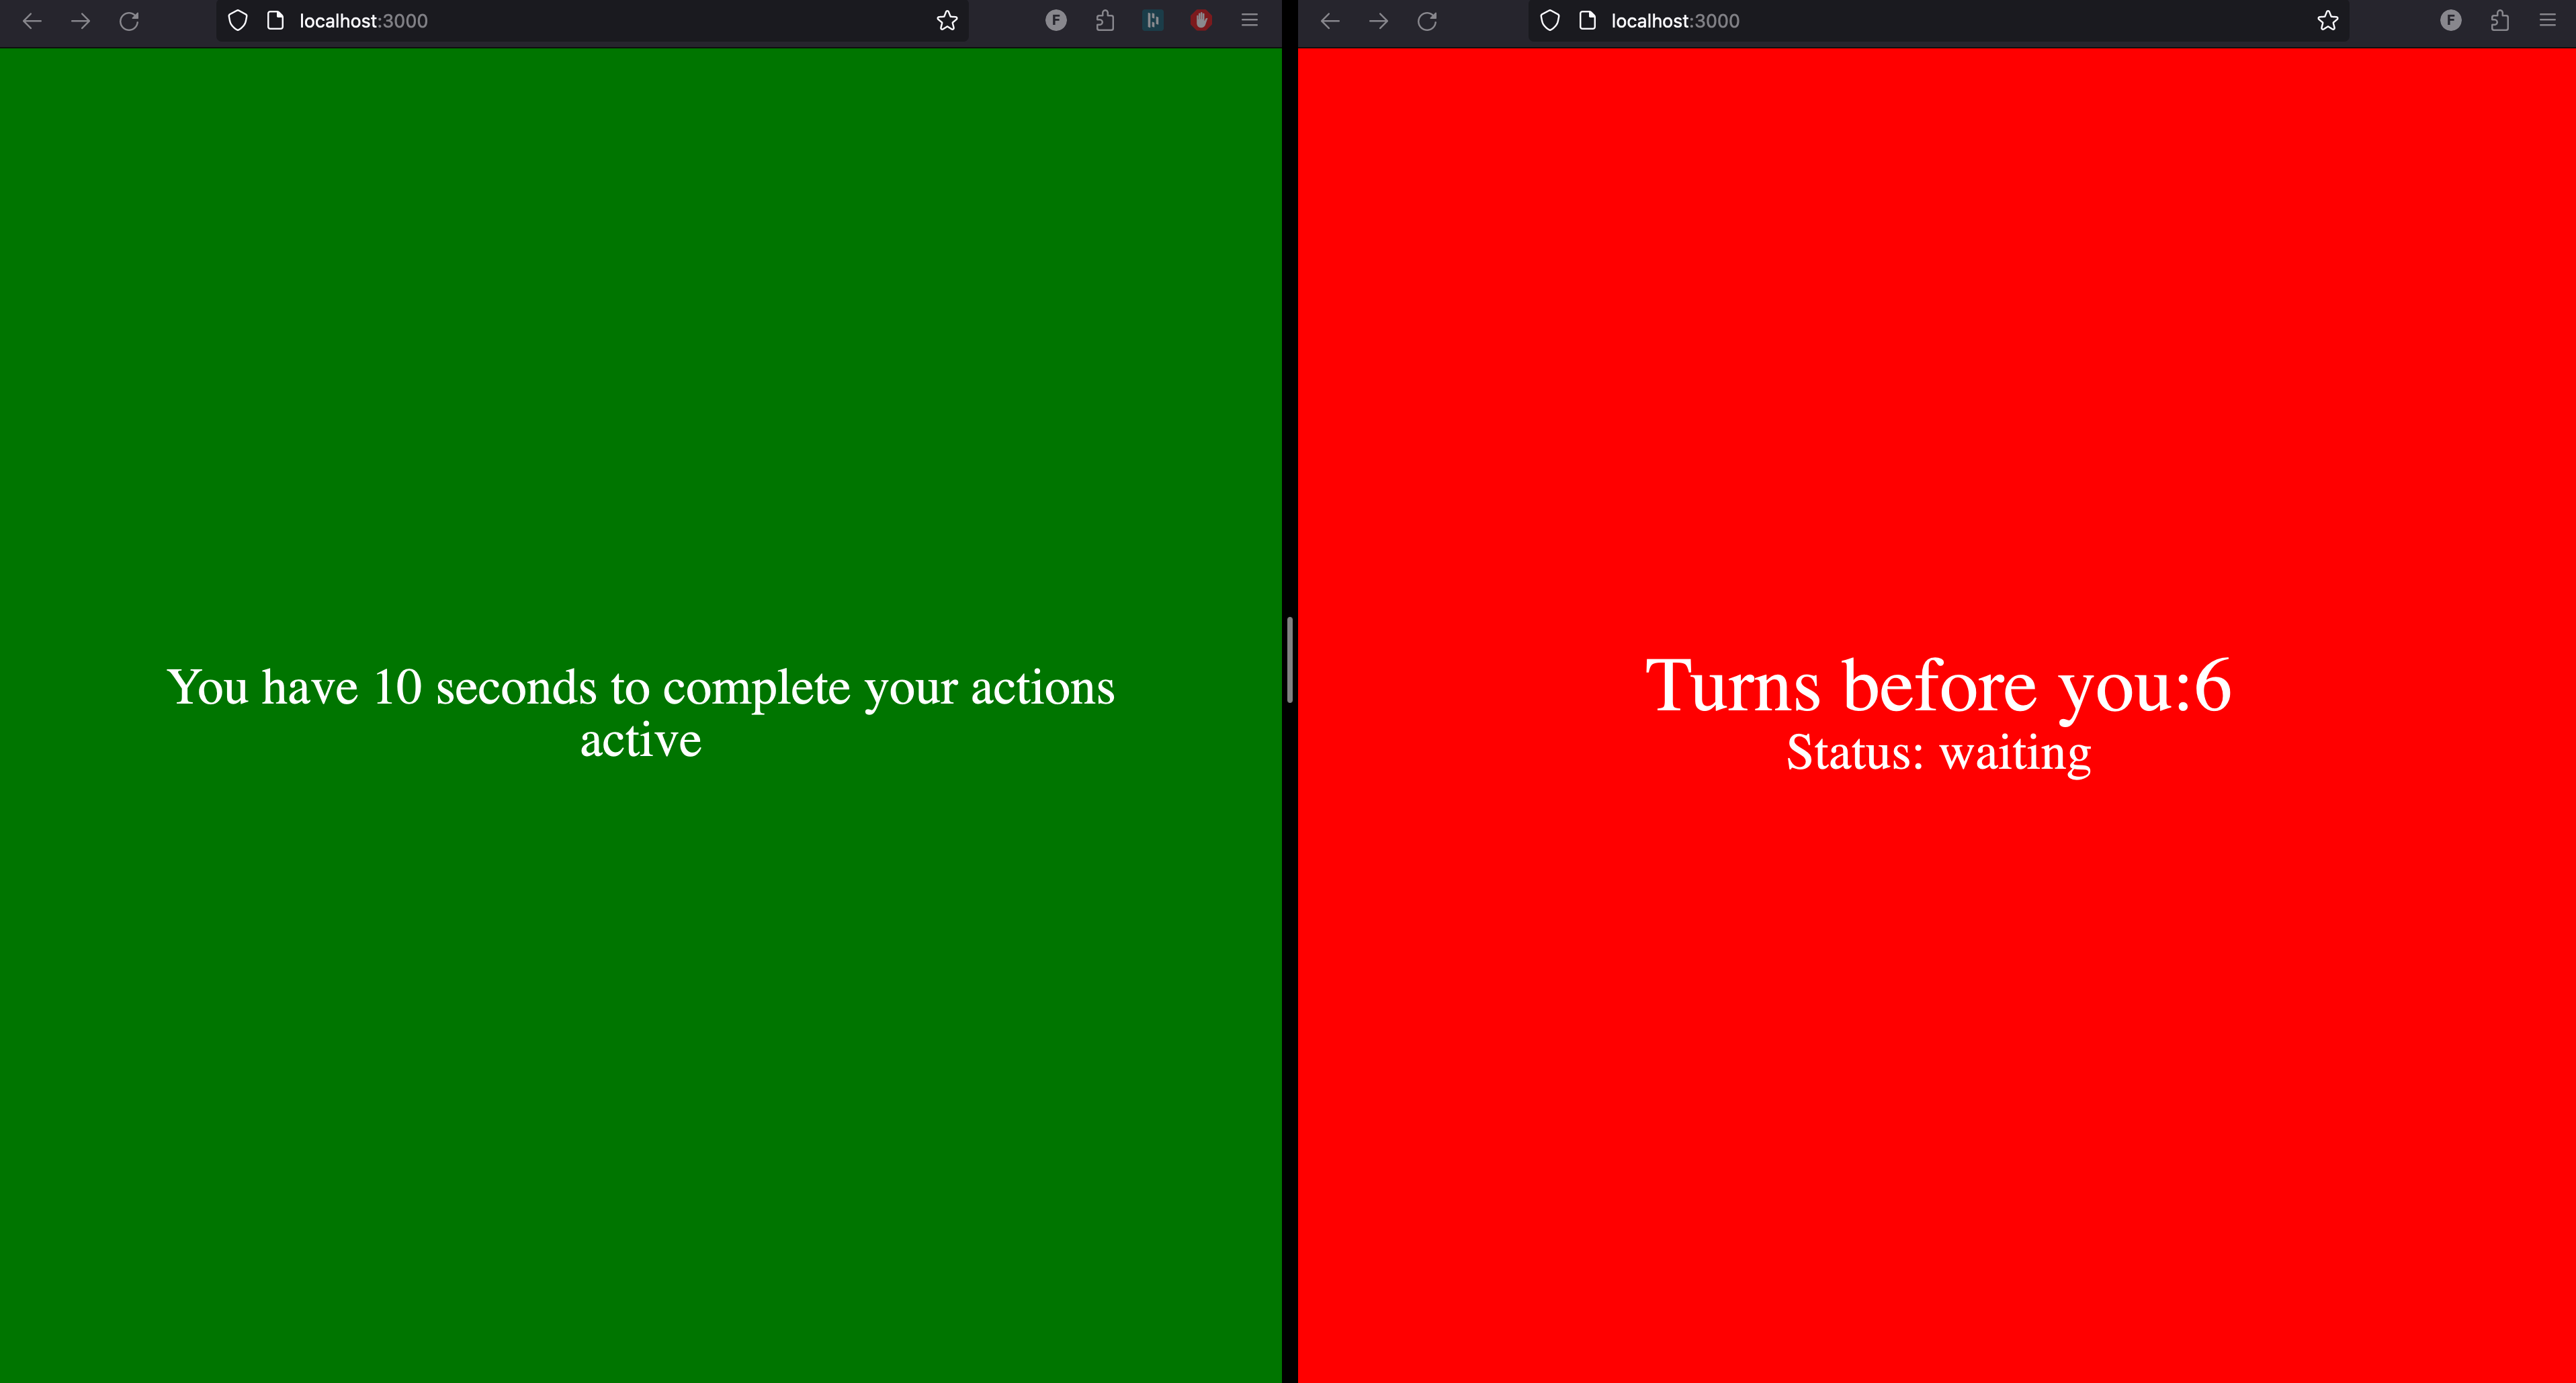 localhost:3000
F
localhost:3000
F
You have 10 seconds to complete your actions
active
Turns before you:6
Status: waiting